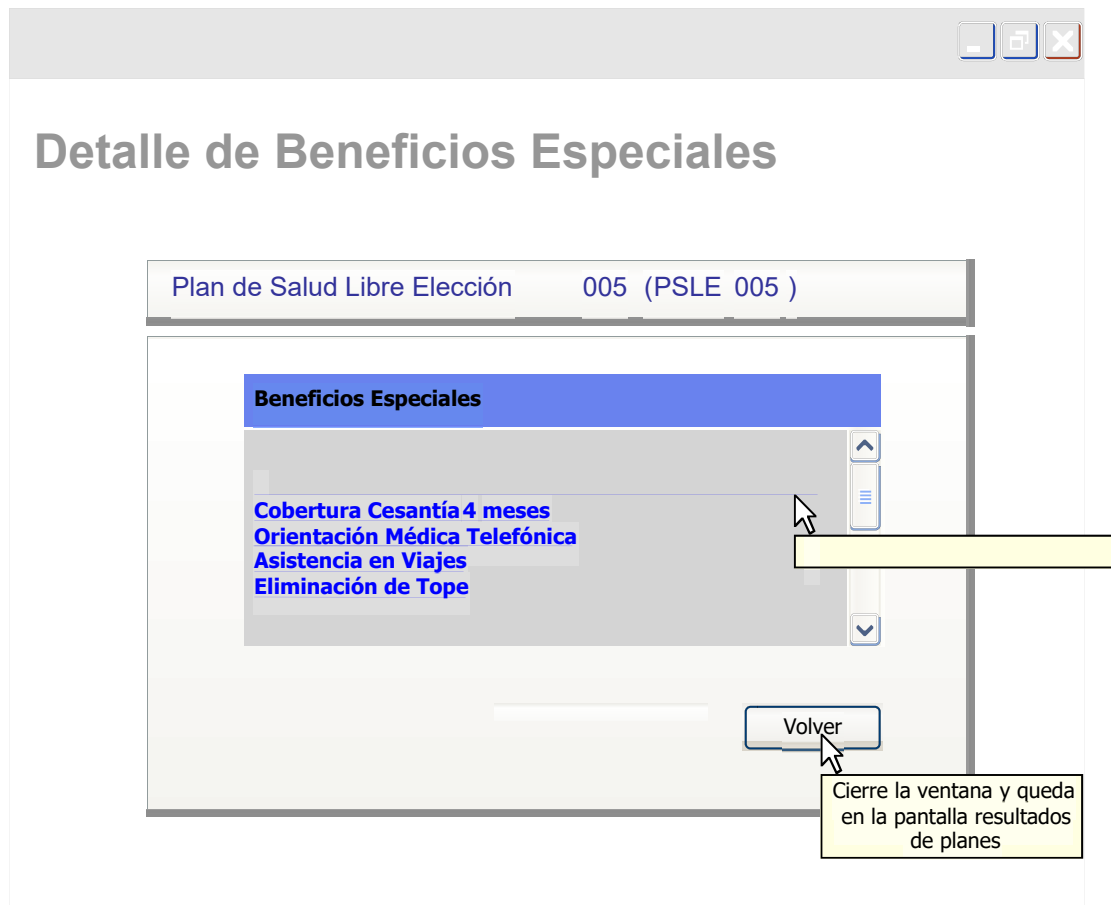 Detalle de Beneficios Especiales
Plan de Salud Libre Elección 005 (PSLE 005 )
Beneficios Especiales
Cobertura Cesantía 4 meses
Orientación Médica Telefónica
Asistencia en Viajes
Eliminación de Tope
Volver
Cierre la ventana y queda
en la pantalla resultados
de planes